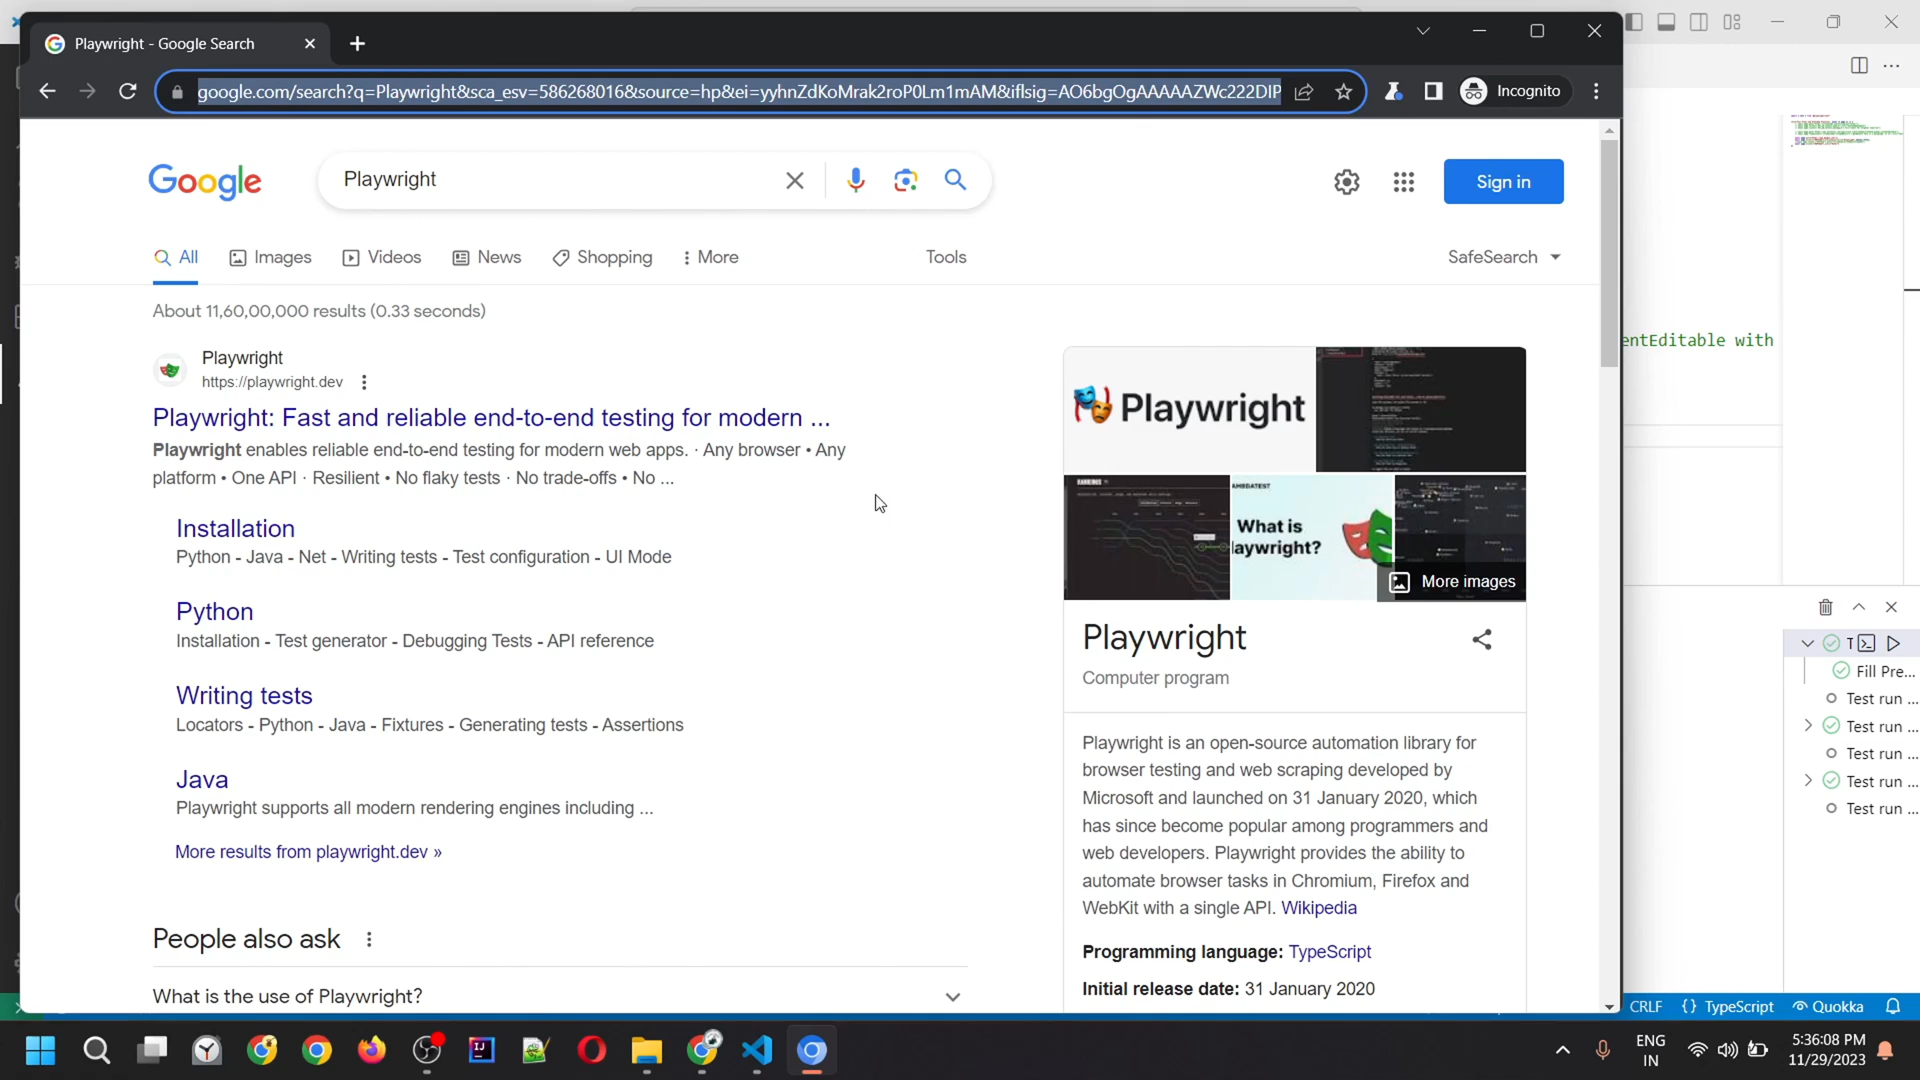 Playwright - Google Search
google.com/search?q=Playwright&sca_esv=586268016&source=hp&ei=yyhnZdKoMrak2roP0Lm1mAM&iflsig=AO6bgOgAAAAAZWc222DIP
Incognito
Google
Playwright
Sign in
All
Images
Videos
News
Shopping
More
Tools
SafeSearch
About 11,60,00,000 results (0.33 seconds)
Playwright
https://playwright.dev
Playwright: Fast and reliable end-to-end testing for modern ...
Playwright enables reliable end-to-end testing for modern web apps. · Any browser • Any
platform • One API · Resilient • No flaky tests · No trade-offs • No ...
Installation
Python - Java - Net - Writing tests - Test configuration - UI Mode
Python
Installation - Test generator - Debugging Tests - API reference
Writing tests
Locators - Python - Java - Fixtures - Generating tests - Assertions
Java
Playwright supports all modern rendering engines including ...
More results from playwright.dev »
People also ask
What is the use of Playwright?
Playwright
What is
laywright?
More images
Playwright
Computer program
Playwright is an open-source automation library for
browser testing and web scraping developed by
Microsoft and launched on 31 January 2020, which
has since become popular among programmers and
web developers. Playwright provides the ability to
automate browser tasks in Chromium, Firefox and
WebKit with a single API. Wikipedia
Programming language: TypeScript
Initial release date: 31 January 2020
entEditable with
T
Fill Pre...
Test run ...
Test run ...
Test run ...
Test run ...
Test run ...
CRLF
{} TypeScript
Quokka
ENG
IN
5:36:08 PM
11/29/2023